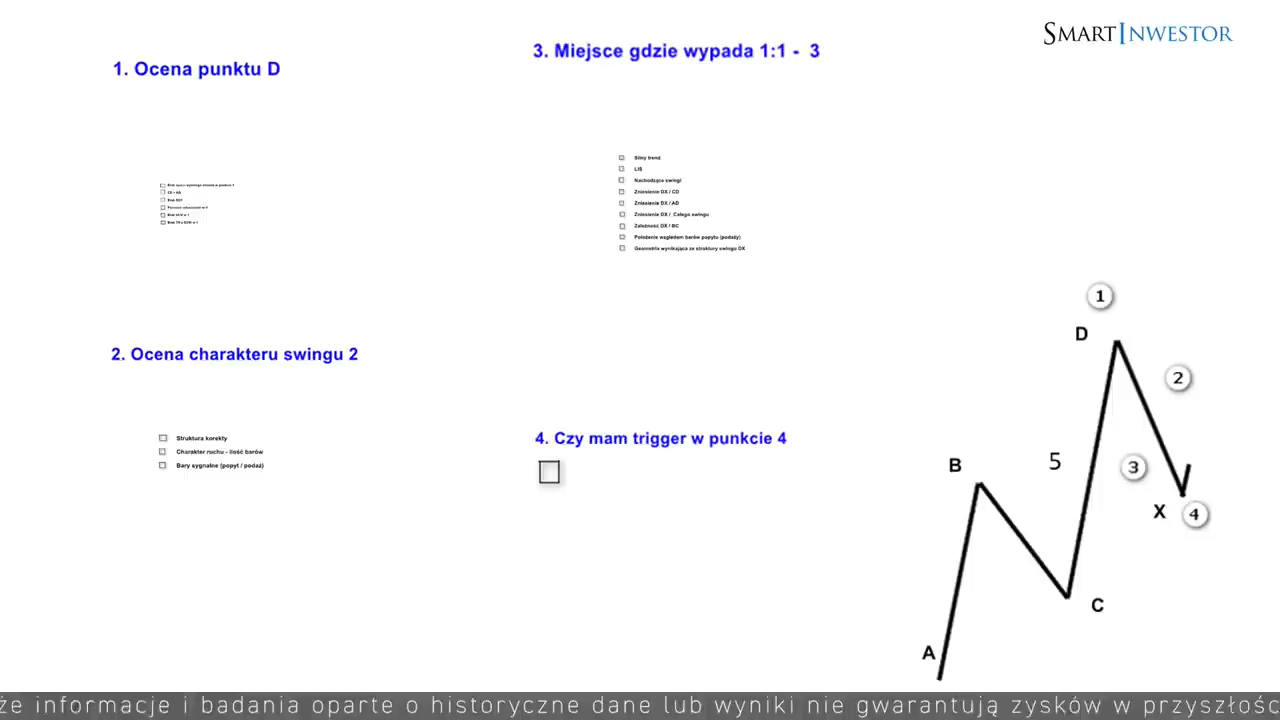 SMARTINWESTOR
1. Ocena punktu D
CD = AB
2. Ocena charakteru swingu 2
Struktura korekty
Charakter ruchu - ilość barów
Bary sygnalne (popyt / podaż)
3. Miejsce gdzie wypada 1:1 - 3
Silny trend
Nachodzące swingi
Zniesienie DX / CD
Zniesienie DX / AD
Zniesienie DX / Całego swingu
Zależność DX / BC
Położenie względem barów popytu (podaży)
Geometria wynikająca ze struktury swingu DX
4. Czy mam trigger w punkcie 4
1
D
2
B
5
3
X
4
C
A
że informacje i badania oparte o historyczne dane lub wyniki nie gwarantują zysków w przyszłośc